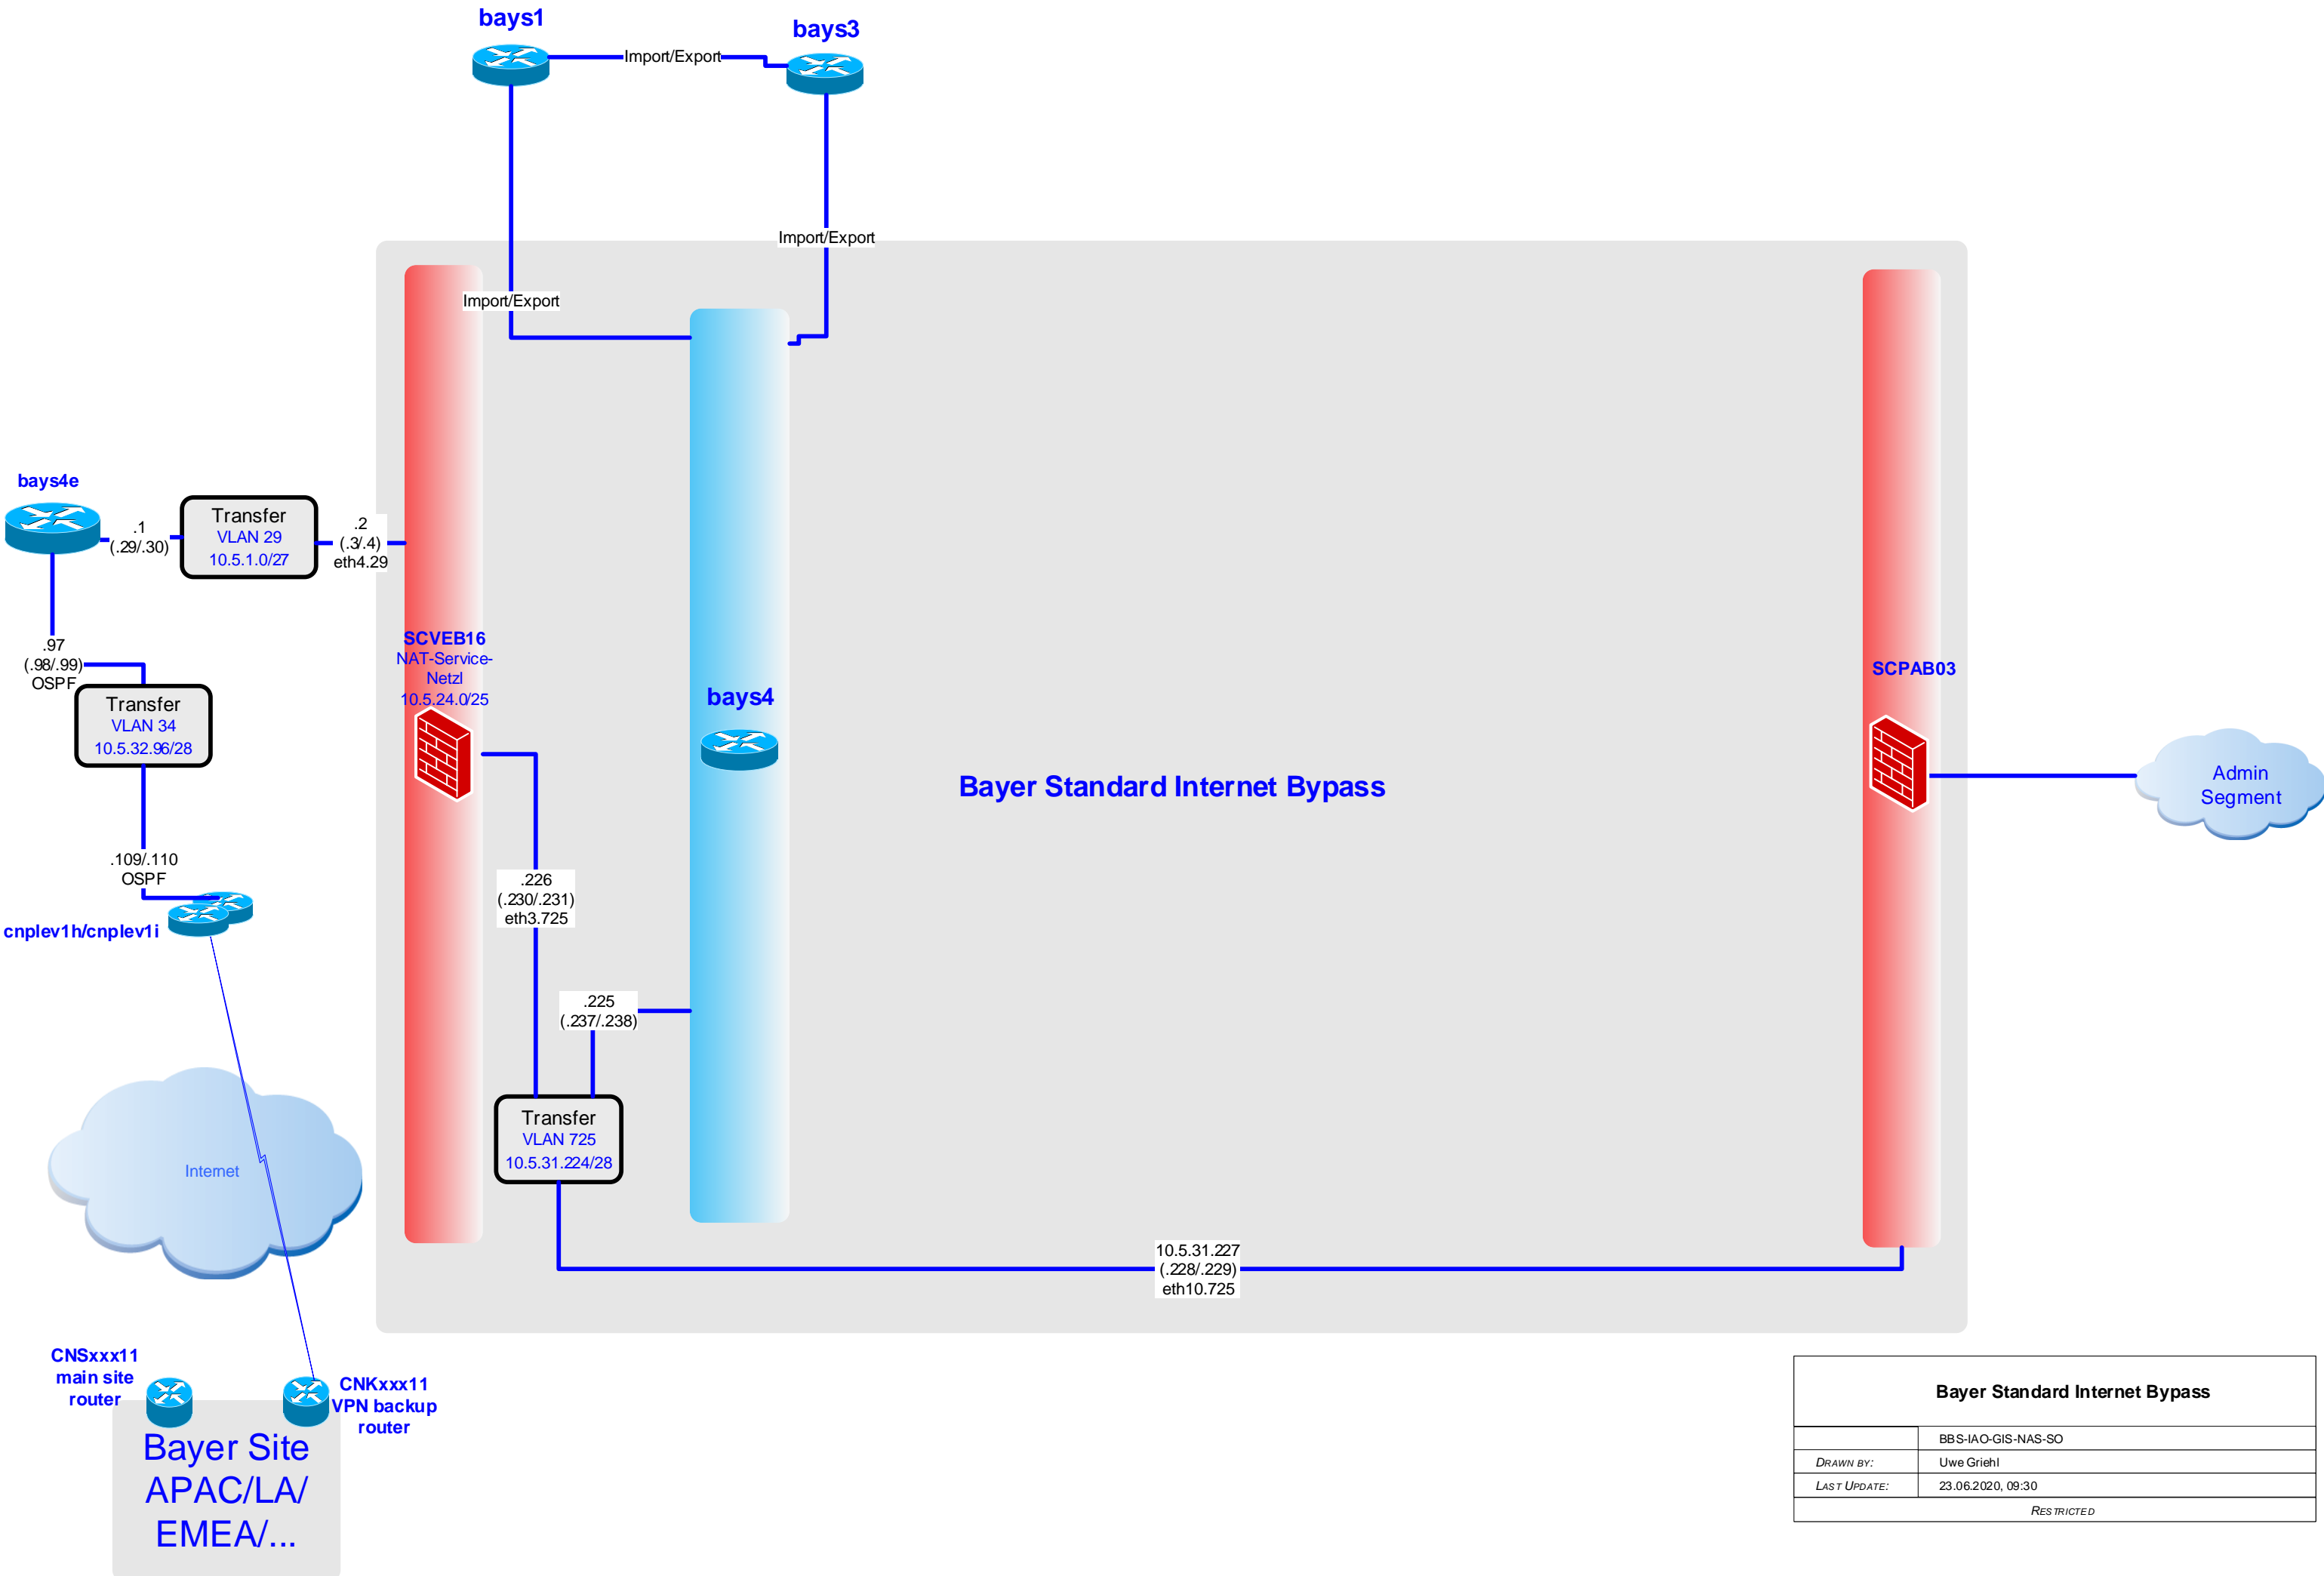 bays1
bays3
Import/Export
Import/Export
Import/Export
bays4e
.1
(.29/.30)
Transfer
VLAN 29
10.5.1.0/27
.2
(.3/.4)
eth4.29
.97
(.98/.99)
OSPF
Transfer
VLAN 34
10.5.32.96/28
.109/.110
OSPF
cnplev1h/cnplev1i
SCVEB16
NAT-Service-
Netzl
10.5.24.0/25
bays4
Bayer Standard Internet Bypass
SCPAB03
Admin
Segment
.226
(.230/.231)
eth3.725
.225
(.237/.238)
Transfer
VLAN 725
10.5.31.224/28
10.5.31.227
(.228/.229)
eth10.725
Internet
CNSxxx11
main site
router
CNKxxx11
VPN backup
router
Bayer Site
APAC/LA/
EMEA/...
Bayer Standard Internet Bypass
BBS-IAO-GIS-NAS-SO
DRAWN BY: Uwe Griehl
LAST UPDATE: 23.06.2020, 09:30
RESTRICTED